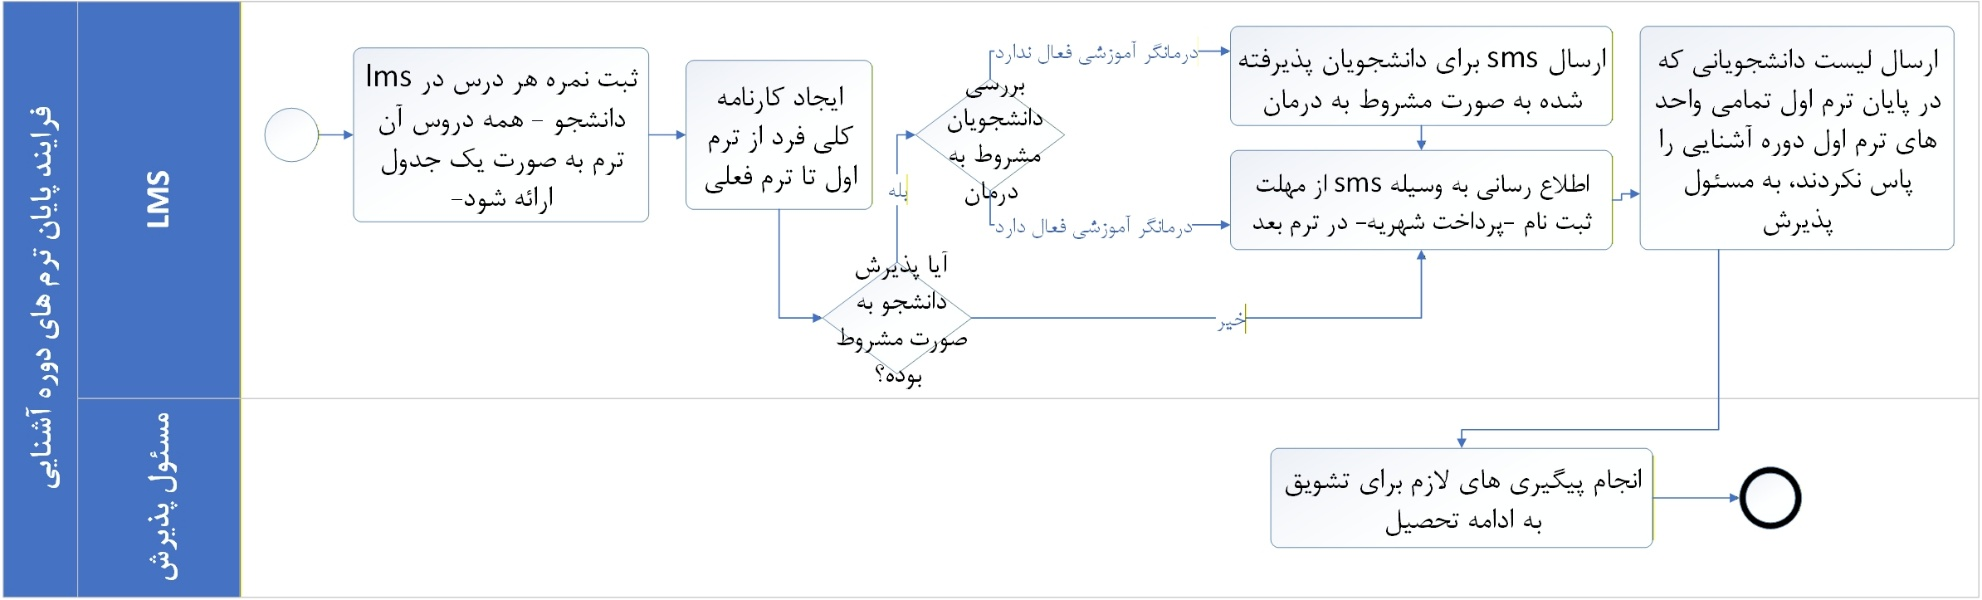 فرایند پایان ترم های دوره آشنایی
LMS
مسئول پذیرش
ثبت نمره هر درس در lms
دانشجو - همه دروس آن
ترم به صورت یک جدول
ارائه شود-
ایجاد کارنامه
کلی فرد از ترم
اول تا ترم فعلی
آیا پذیرش
دانشجو به
صورت مشروط
بوده؟
بله
خیر
بررسی
دانشجویان
مشروط به
درمان
درمانگر آموزشی فعال ندارد
درمانگر آموزشی فعال دارد
ارسال sms برای دانشجویان پذیرفته
شده به صورت مشروط به درمان
اطلاع رسانی به وسیله sms از مهلت
ثبت نام -پرداخت شهریه- در ترم بعد
ارسال لیست دانشجویانی که
در پایان ترم اول تمامی واحد
های ترم اول دوره آشنایی را
پاس نکردند، به مسئول
پذیرش
انجام پیگیری های لازم برای تشویق
به ادامه تحصیل